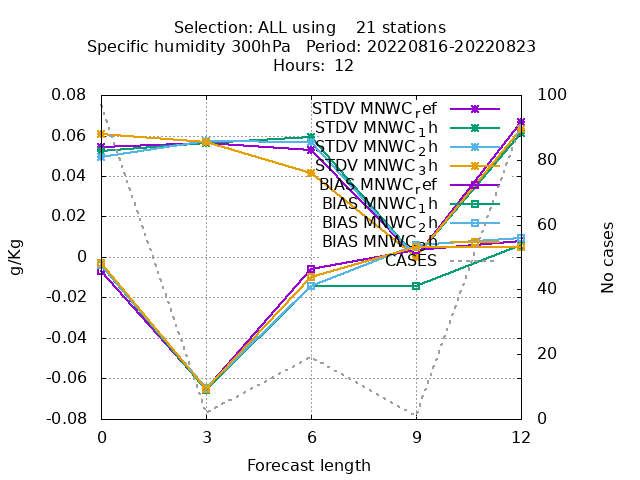 Selection: ALL using    21 stations
Specific humidity 300hPa   Period: 20220816-20220823
Hours: 12
STDV MNWC_ref
STDV MNWC_1h
STDV MNWC_2h
STDV MNWC_3h
BIAS MNWC_ref
BIAS MNWC_1h
BIAS MNWC_2h
BIAS MNWC_3h
CASES
0.08
0.06
0.04
0.02
0
-0.02
-0.04
-0.06
-0.08
g/Kg
100
80
60
40
20
0
No cases
0 3 6 9 12
Forecast length